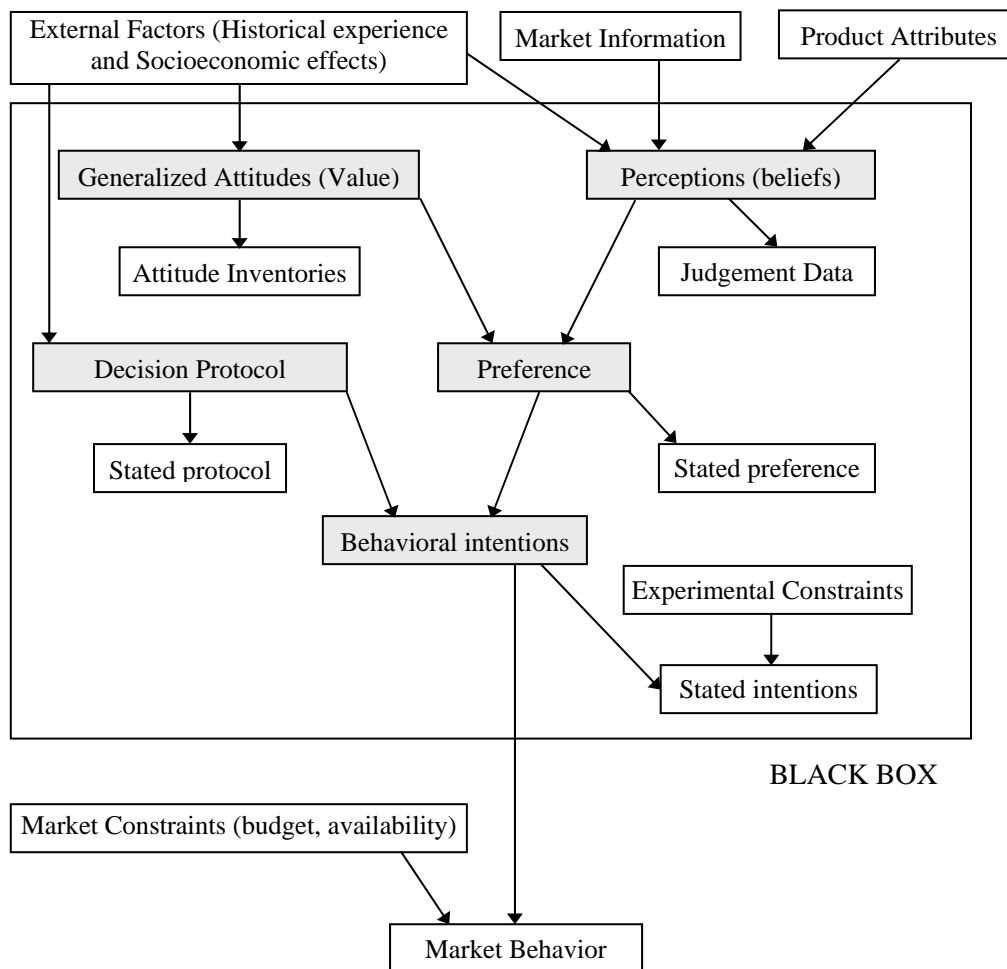 External Factors (Historical experience
and Socioeconomic effects)
Market Information
Product Attributes
Generalized Attitudes (Value)
Perceptions (beliefs)
Attitude Inventories
Judgement Data
Decision Protocol
Preference
Stated protocol
Stated preference
Behavioral intentions
Experimental Constraints
Stated intentions
BLACK BOX
Market Constraints (budget, availability)
Market Behavior